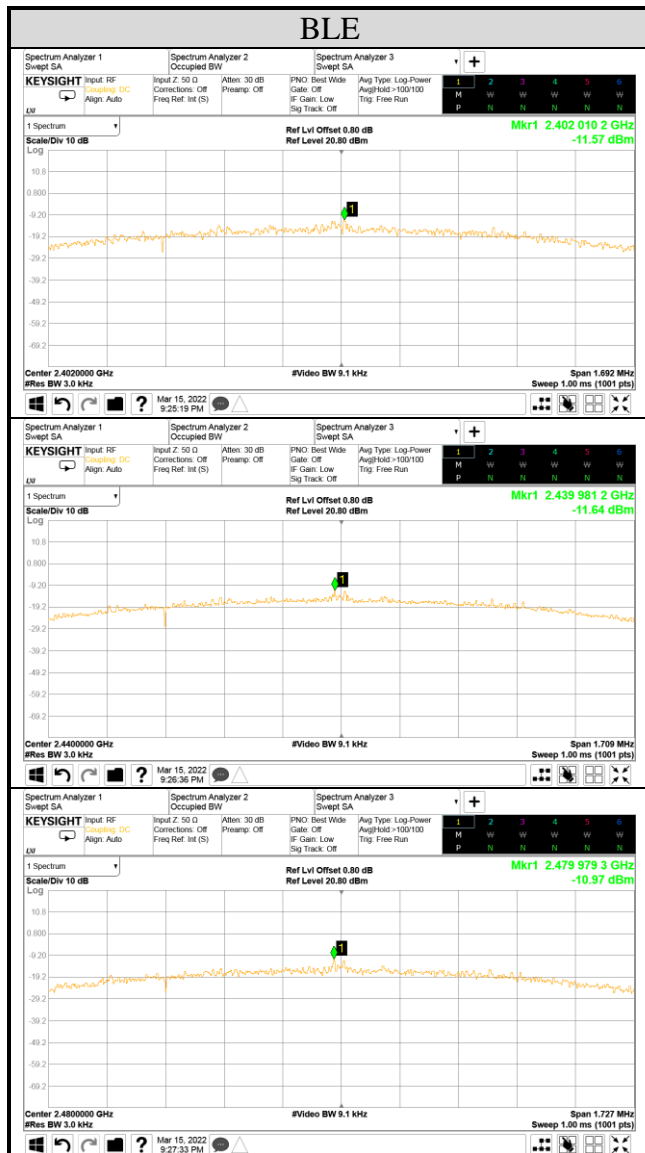 BLE
Spectrum Analyzer 1 Spectrum Analyzer 2 Spectrum Analyzer 3
Swept SA Occupied BW Swept SA
KEYSIGHT Input: RF Input Z: 50 Ω Atten: 30 dB PNO: Best Wide Avg Type: Log-Power 1 2 3 4 5 6
Coupling: DC Corrections: Off Preamp: Off Gate: Off Avg|Hold:>100/100 M W W W W W
Align: Auto Freq Ref: Int (S) IF Gain: Low Trig: Free Run
Sig Track: Off P N N N N N
LXI
1 Spectrum Ref Lvl Offset 0.80 dB Mkr1 2.402 010 2 GHz
Scale/Div 10 dB Ref Level 20.80 dBm -11.57 dBm
Log
10.8
0.800
1
-9.20
-19.2
-29.2
-39.2
-49.2
-59.2
-69.2
Center 2.4020000 GHz #Video BW 9.1 kHz Span 1.692 MHz
#Res BW 3.0 kHz Sweep 1.00 ms (1001 pts)
? Mar 15, 2022
9:25:19 PM
Spectrum Analyzer 1 Spectrum Analyzer 2 Spectrum Analyzer 3
Swept SA Occupied BW Swept SA
KEYSIGHT Input: RF Input Z: 50 Ω Atten: 30 dB PNO: Best Wide Avg Type: Log-Power 1 2 3 4 5 6
Coupling: DC Corrections: Off Preamp: Off Gate: Off Avg|Hold:>100/100 M W W W W W
Align: Auto Freq Ref: Int (S) IF Gain: Low Trig: Free Run
Sig Track: Off P N N N N N
LXI
1 Spectrum Ref Lvl Offset 0.80 dB Mkr1 2.439 981 2 GHz
Scale/Div 10 dB Ref Level 20.80 dBm -11.64 dBm
Log
10.8
0.800
1
-9.20
-19.2
-29.2
-39.2
-49.2
-59.2
-69.2
Center 2.4400000 GHz #Video BW 9.1 kHz Span 1.709 MHz
#Res BW 3.0 kHz Sweep 1.00 ms (1001 pts)
? Mar 15, 2022
9:26:36 PM
Spectrum Analyzer 1 Spectrum Analyzer 2 Spectrum Analyzer 3
Swept SA Occupied BW Swept SA
KEYSIGHT Input: RF Input Z: 50 Ω Atten: 30 dB PNO: Best Wide Avg Type: Log-Power 1 2 3 4 5 6
Coupling: DC Corrections: Off Preamp: Off Gate: Off Avg|Hold:>100/100 M W W W W W
Align: Auto Freq Ref: Int (S) IF Gain: Low Trig: Free Run
Sig Track: Off P N N N N N
LXI
1 Spectrum Ref Lvl Offset 0.80 dB Mkr1 2.479 979 3 GHz
Scale/Div 10 dB Ref Level 20.80 dBm -10.97 dBm
Log
10.8
0.800
1
-9.20
-19.2
-29.2
-39.2
-49.2
-59.2
-69.2
Center 2.4800000 GHz #Video BW 9.1 kHz Span 1.727 MHz
#Res BW 3.0 kHz Sweep 1.00 ms (1001 pts)
? Mar 15, 2022
9:27:33 PM